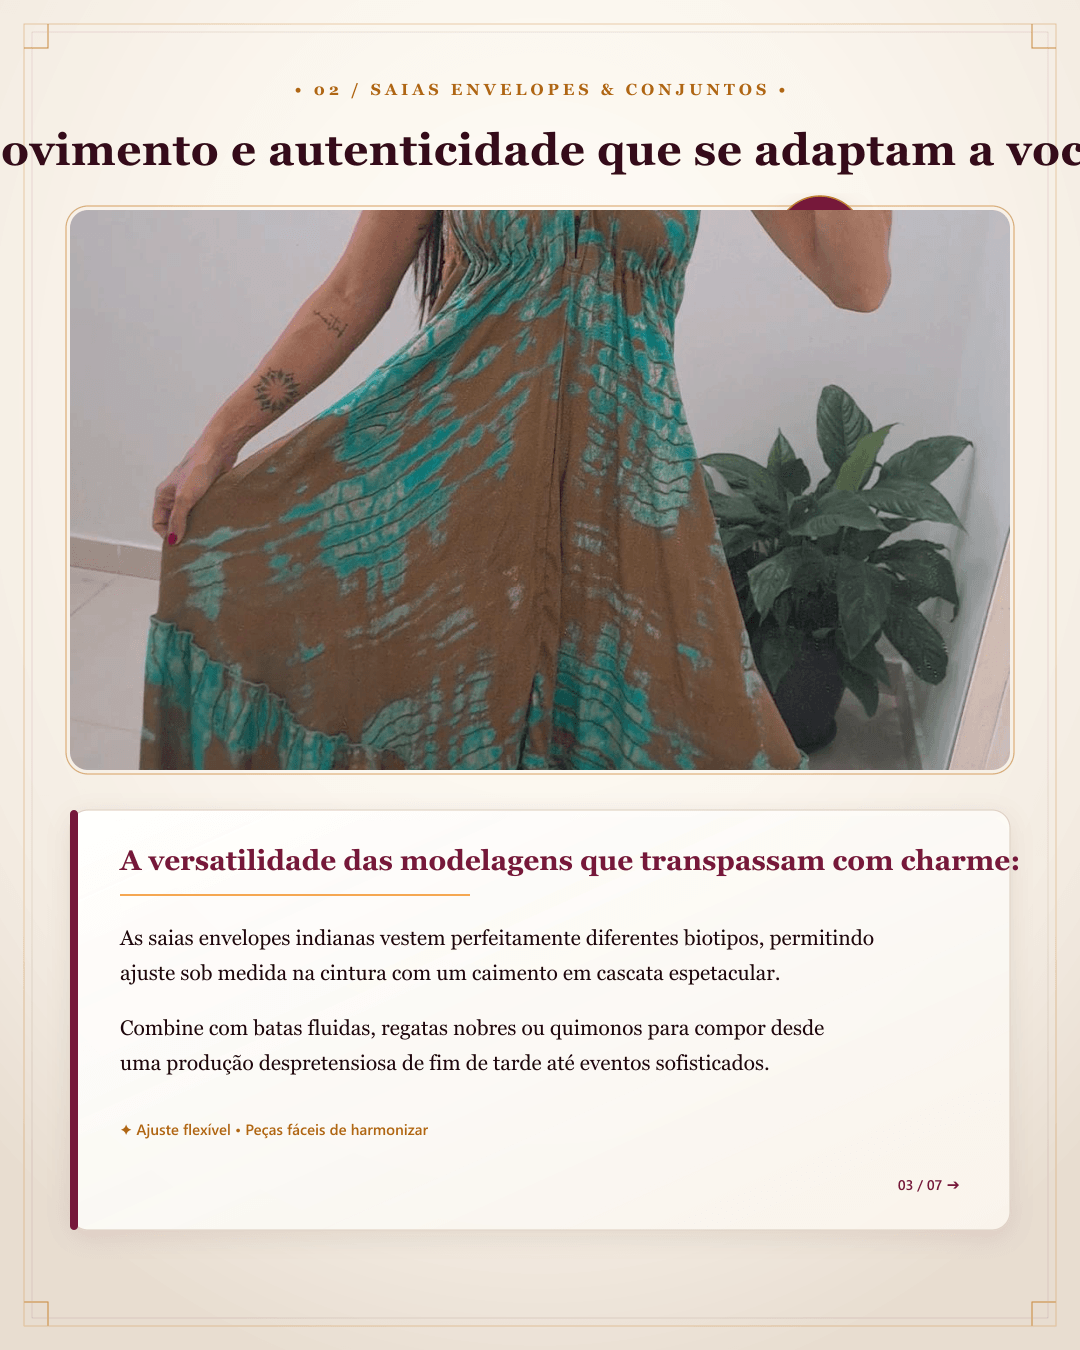 • 02 / SAIAS ENVELOPES & CONJUNTOS •
ovimento e autenticidade que se adaptam a voc
A versatilidade das modelagens que transpassam com charme:
As saias envelopes indianas vestem perfeitamente diferentes biotipos, permitindo
ajuste sob medida na cintura com um caimento em cascata espetacular.
Combine com batas fluidas, regatas nobres ou quimonos para compor desde
uma produção despretensiosa de fim de tarde até eventos sofisticados.
✦ Ajuste flexível • Peças fáceis de harmonizar
03 / 07 →